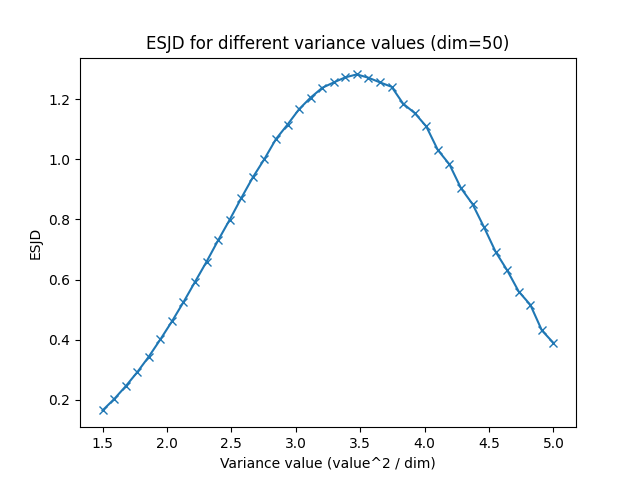 ESJD for different variance values (dim=50)
1.2
1.0
0.8
0.6
0.4
0.2
ESJD
1.5 2.0 2.5 3.0 3.5 4.0 4.5 5.0
Variance value (value^2 / dim)